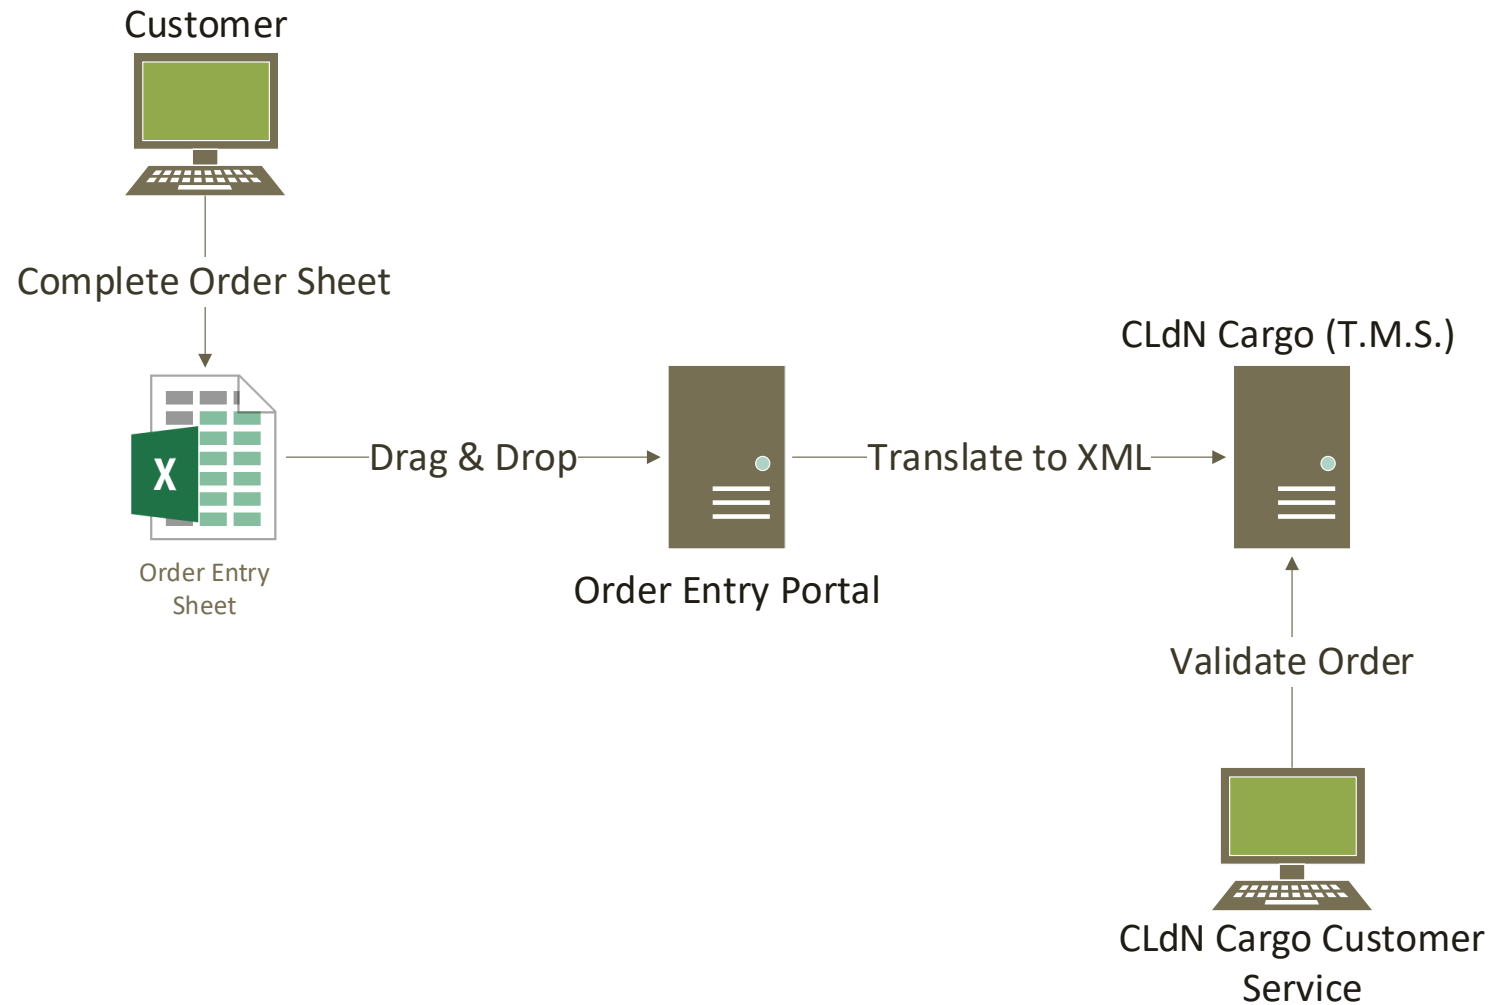 Customer
Complete Order Sheet
CLdN Cargo (T.M.S.)
X
Drag & Drop
Translate to XML
Order Entry
Sheet
Order Entry Portal
Validate Order
CLdN Cargo Customer
Service